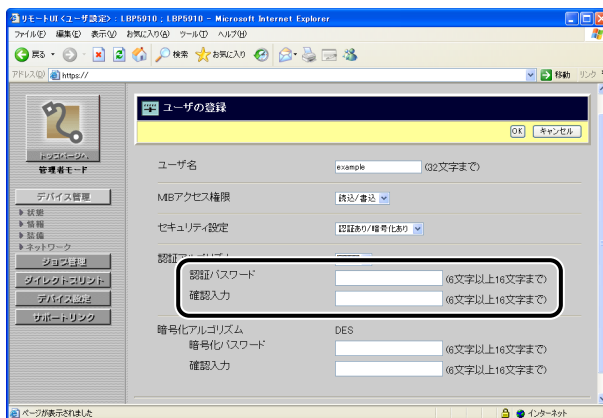 リモートUI <ユーザ設定> : LBP5910 ; LBP5910 - Microsoft Internet Explorer
ファイル(F) 編集(E) 表示(V) お気に入り(A) ツール(T) ヘルプ(H)
戻る 検索 お気に入り
アドレス(D) https:// 移動 リンク
トップページへ
管理者モード
デバイス管理
状態
情報
装備
ネットワーク
ジョブ管理
ダイレクトプリント
デバイス設定
サポートリンク
ユーザの登録
OK キャンセル
ユーザ名 example (32文字まで)
MIBアクセス権限 読込/書込
セキュリティ設定 認証あり/暗号化あり
認証アルゴリズム
認証パスワード (6文字以上16文字まで)
確認入力 (6文字以上16文字まで)
暗号化アルゴリズム DES
暗号化パスワード (6文字以上16文字まで)
確認入力 (6文字以上16文字まで)
ページが表示されました インターネット